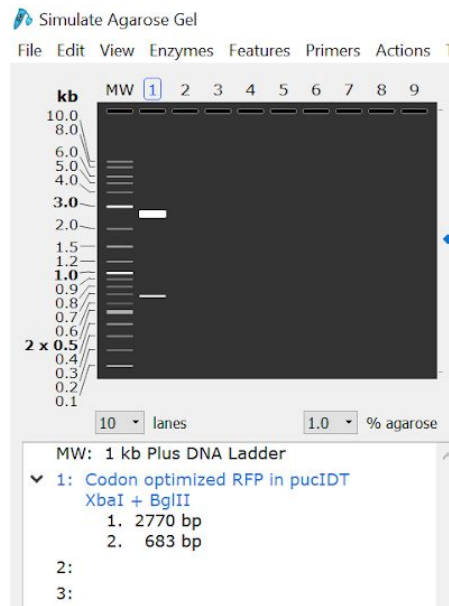 Simulate Agarose Gel
File Edit View Enzymes Features Primers Actions
kb MW 1 2 3 4 5 6 7 8 9
10.0
8.0
6.0
5.0
4.0
3.0
2.0
1.5
1.2
1.0
0.9
0.8
0.7
0.6
2 x 0.5
0.4
0.3
0.2
0.1
10 lanes 1.0 % agarose
MW: 1 kb Plus DNA Ladder
1: Codon optimized RFP in pucIDT
XbaI + BglII
1. 2770 bp
2. 683 bp
2:
3: